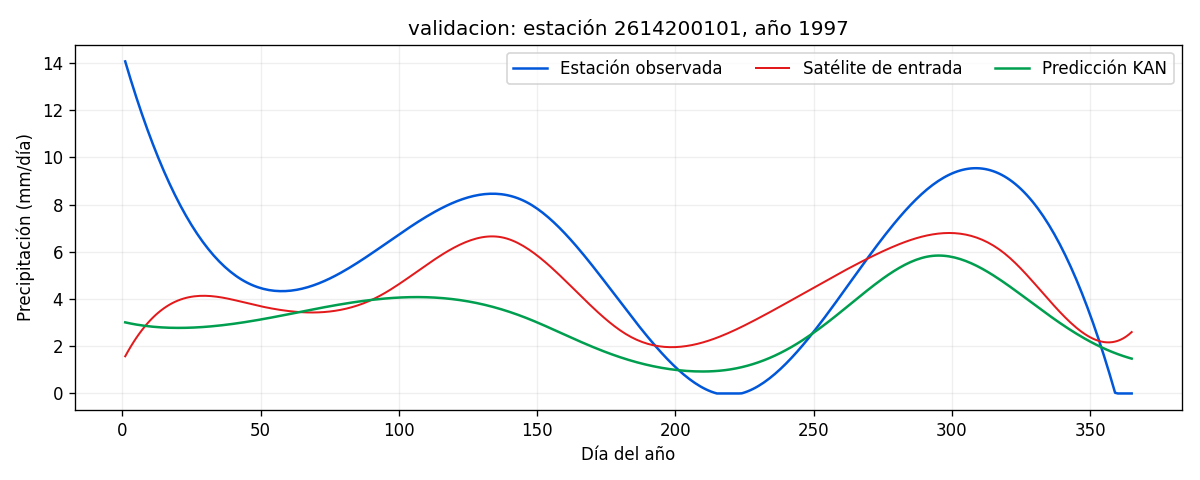 validacion: estación 2614200101, año 1997
Estación observada Satélite de entrada Predicción KAN
Precipitación (mm/día)
14
12
10
8
6
4
2
0
0 50 100 150 200 250 300 350
Día del año